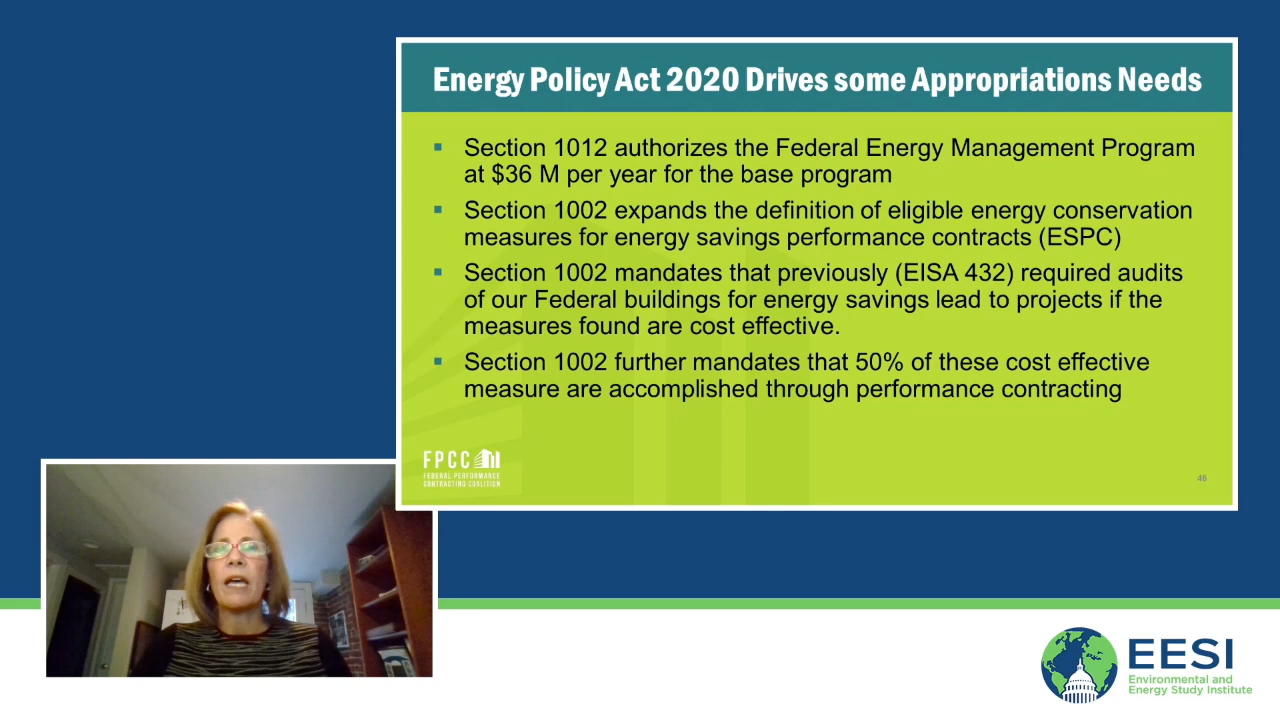 Energy Policy Act 2020 Drives some Appropriations Needs
▪ Section 1012 authorizes the Federal Energy Management Program
at $36 M per year for the base program
▪ Section 1002 expands the definition of eligible energy conservation
measures for energy savings performance contracts (ESPC)
▪ Section 1002 mandates that previously (EISA 432) required audits
of our Federal buildings for energy savings lead to projects if the
measures found are cost effective.
▪ Section 1002 further mandates that 50% of these cost effective
measure are accomplished through performance contracting
FPCC
FEDERAL PERFORMANCE
CONTRACTING COALITION
46
EESI
Environmental and
Energy Study Institute